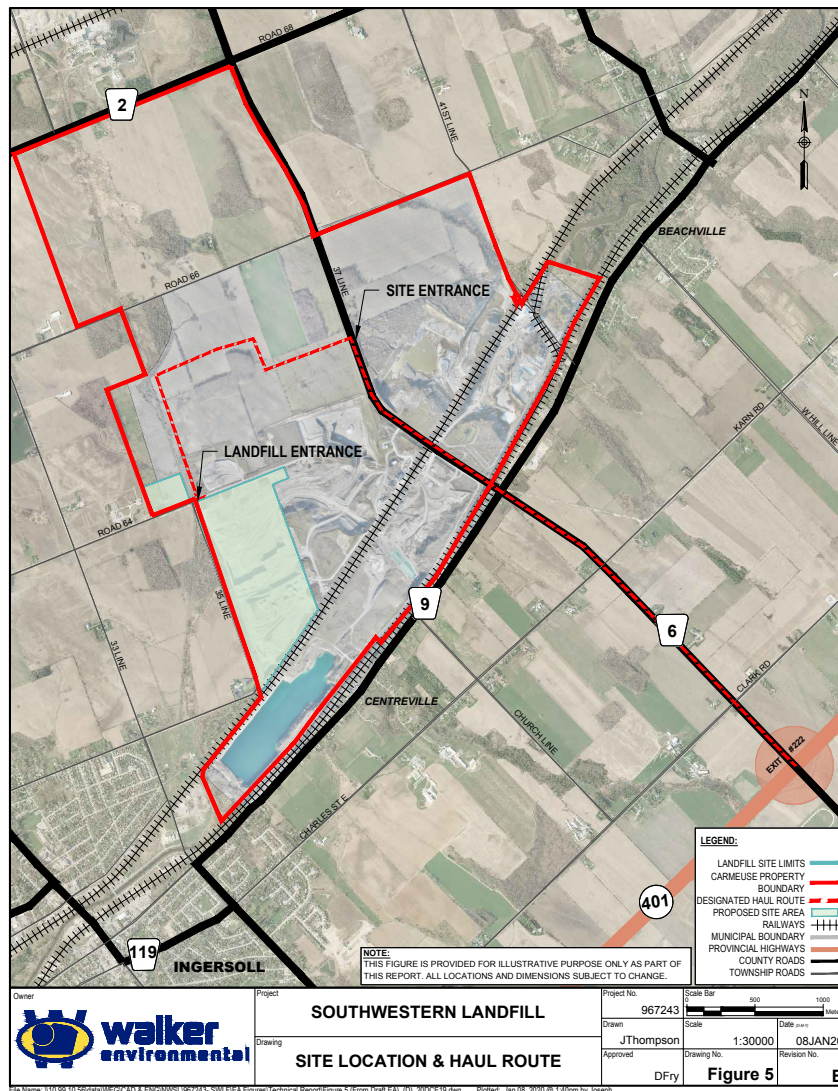 ROAD 68
2
41ST LINE
N
BEACHVILLE
ROAD 66
37 LINE
SITE ENTRANCE
KARN RD
W HILL LINE
LANDFILL ENTRANCE
ROAD 64
35 LINE
33 LINE
9
6
CLARK RD
CENTREVILLE
CHURCH LINE
EXIT #222
CHARLES ST E
401
119
INGERSOLL
LEGEND:
LANDFILL SITE LIMITS
CARMEUSE PROPERTY
BOUNDARY
DESIGNATED HAUL ROUTE
PROPOSED SITE AREA
RAILWAYS
MUNICIPAL BOUNDARY
PROVINCIAL HIGHWAYS
COUNTY ROADS
TOWNSHIP ROADS
NOTE:
THIS FIGURE IS PROVIDED FOR ILLUSTRATIVE PURPOSE ONLY AS PART OF
THIS REPORT. ALL LOCATIONS AND DIMENSIONS SUBJECT TO CHANGE.
Owner
walker
environmental
Project
SOUTHWESTERN LANDFILL
Drawing
SITE LOCATION & HAUL ROUTE
Project No.
967243
Scale Bar
0 500 1000
Drawn
JThompson
Scale
1:30000
Date
08JAN20
Approved
DFry
Drawing No.
Figure 5
Revision No.